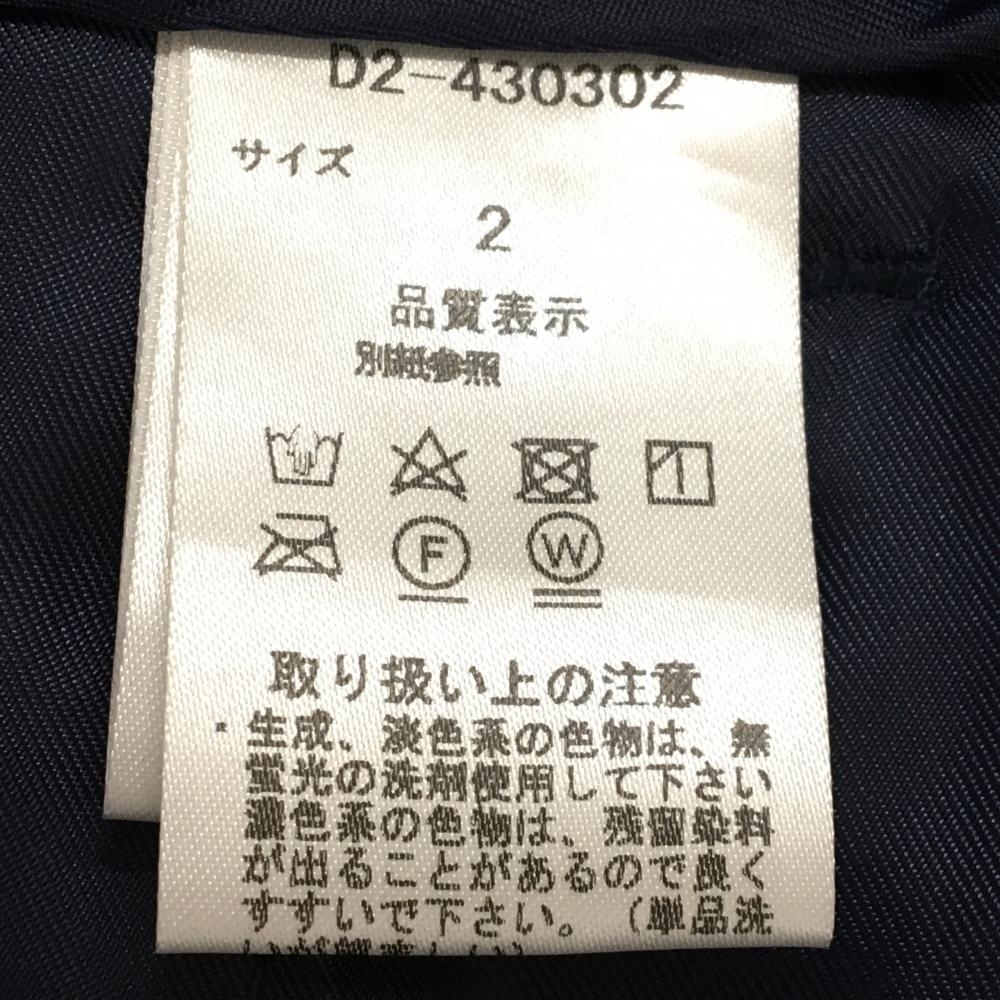 D2-430302
サイズ
2
品質表示
別紙参照
F W
取り扱い上の注意
・生成、淡色系の色物は、無
蛍光の洗剤使用して下さい
濃色系の色物は、残留染料
が出ることがあるので良く
すすいで下さい。（単品洗